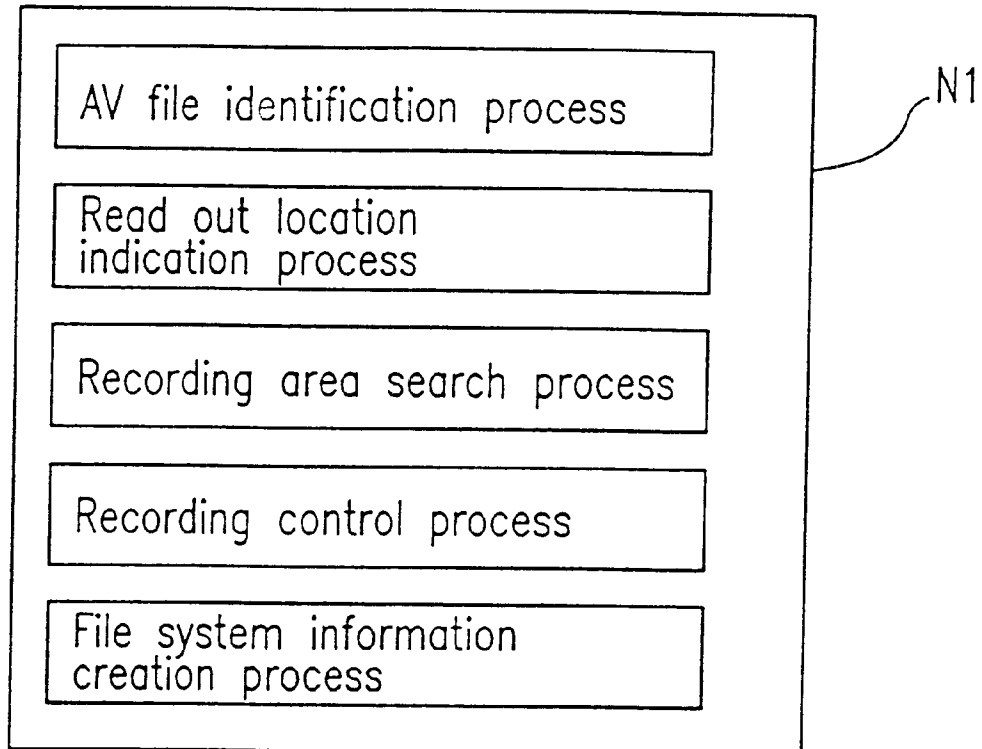 AV file identification process
N1
Read out location
indication process
Recording area search process
Recording control process
File system information
creation process